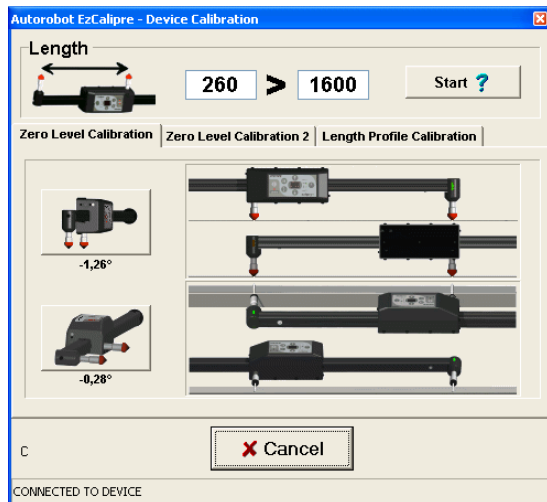 Autorobot EzCalipre - Device Calibration
Length
260 > 1600 Start ?
Zero Level Calibration Zero Level Calibration 2 Length Profile Calibration
-1,26°
-0,28°
C
Cancel
CONNECTED TO DEVICE